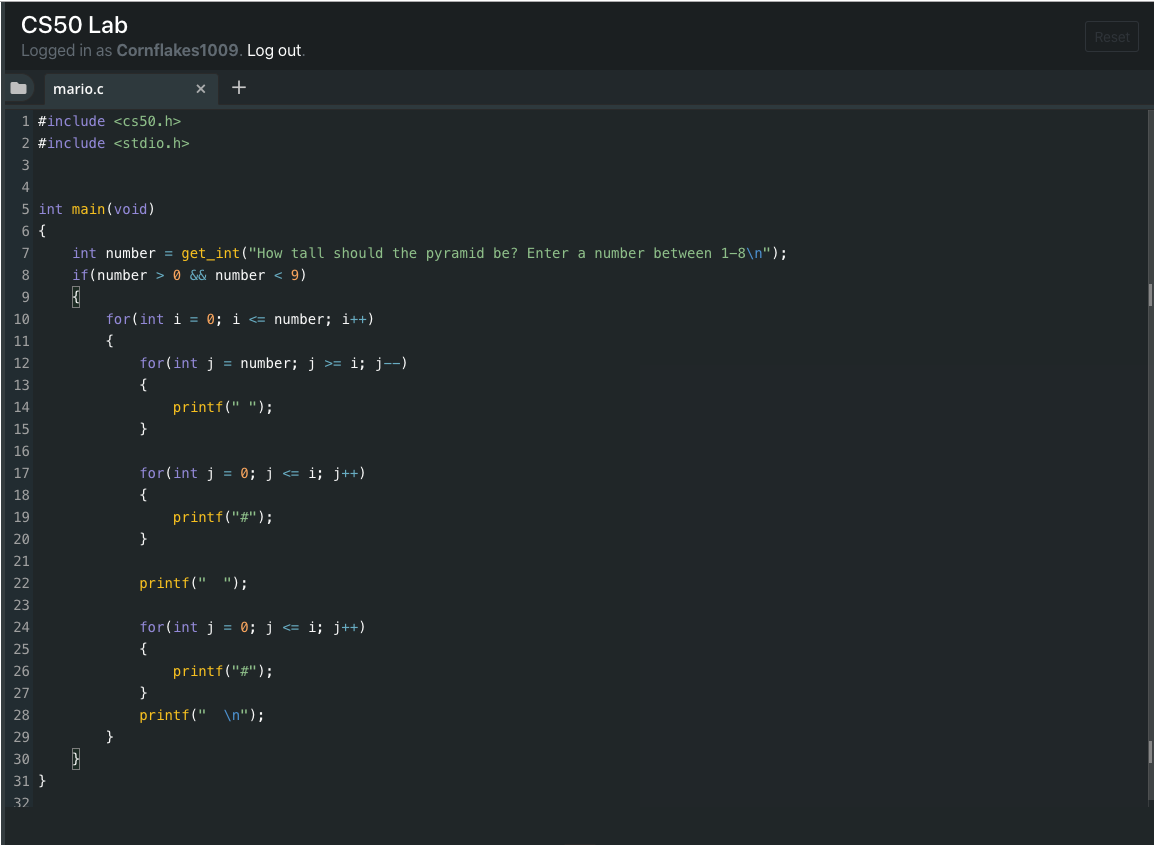 CS50 Lab
Logged in as Cornflakes1009. Log out.
Reset
mario.c × +
1 #include <cs50.h>
2 #include <stdio.h>
3
4
5 int main(void)
6 {
7     int number = get_int("How tall should the pyramid be? Enter a number between 1-8\n");
8     if(number > 0 && number < 9)
9     {
10         for(int i = 0; i <= number; i++)
11         {
12             for(int j = number; j >= i; j--)
13             {
14                 printf(" ");
15             }
16
17             for(int j = 0; j <= i; j++)
18             {
19                 printf("#");
20             }
21
22             printf("  ");
23
24             for(int j = 0; j <= i; j++)
25             {
26                 printf("#");
27             }
28             printf("  \n");
29         }
30     }
31 }
32